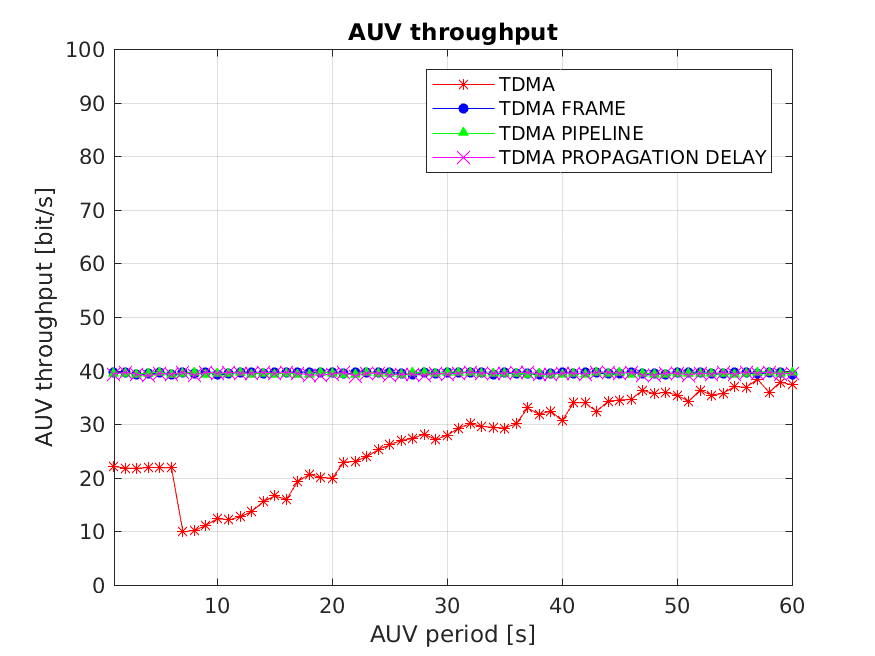 AUV throughput
100
90
80
70
60
50
40
30
20
10
0
AUV throughput [bit/s]
TDMA
TDMA FRAME
TDMA PIPELINE
TDMA PROPAGATION DELAY
10 20 30 40 50 60
AUV period [s]